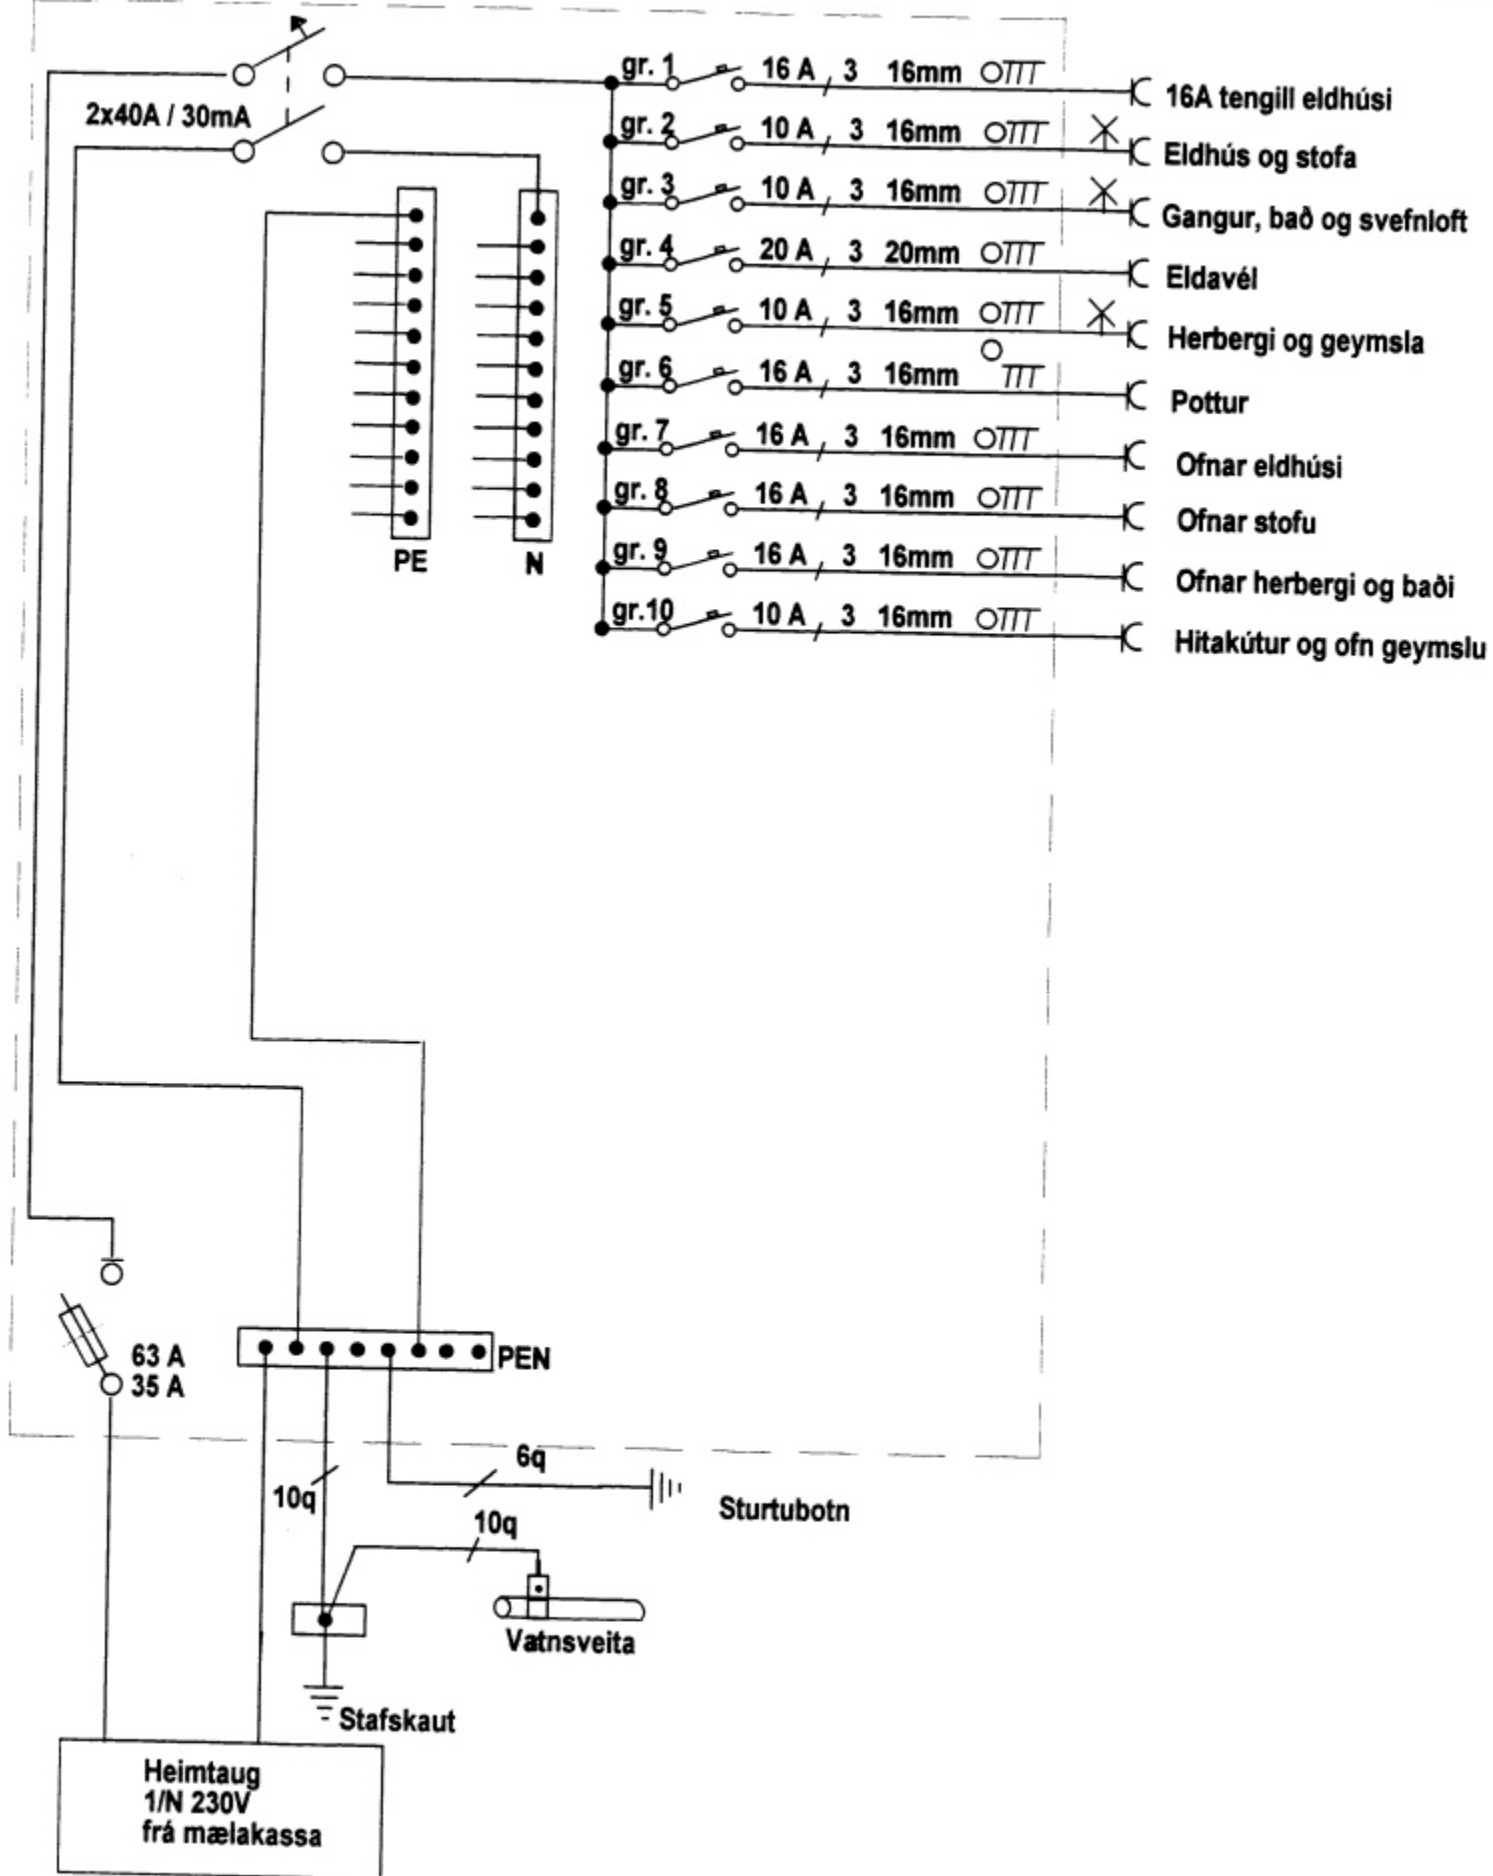 2x40A / 30mA
gr. 1 16 A 3 16mm 16A tengill eldhúsi
gr. 2 10 A 3 16mm Eldhús og stofa
gr. 3 10 A 3 16mm Gangur, bað og svefnloft
gr. 4 20 A 3 20mm Eldavél
gr. 5 10 A 3 16mm Herbergi og geymsla
gr. 6 16 A 3 16mm Pottur
gr. 7 16 A 3 16mm Ofnar eldhúsi
gr. 8 16 A 3 16mm Ofnar stofu
gr. 9 16 A 3 16mm Ofnar herbergi og baði
gr.10 10 A 3 16mm Hitakútur og ofn geymslu
PE N
63 A
35 A
PEN
6q
10q
Sturtubotn
10q
Vatnsveita
Stafskaut
Heimtaug
1/N 230V
frá mælakassa